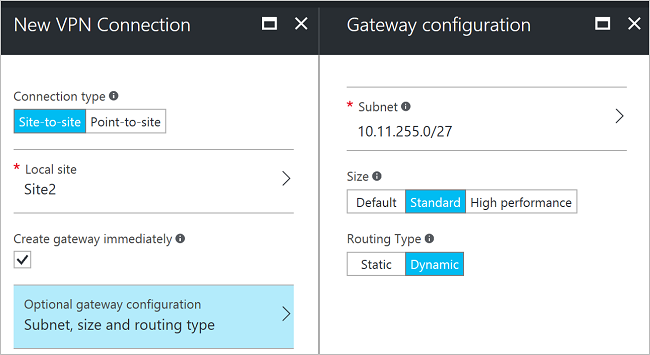 New VPN Connection
Connection type
Site-to-site Point-to-site
* Local site
Site2
Create gateway immediately
Optional gateway configuration
Subnet, size and routing type
Gateway configuration
* Subnet
10.11.255.0/27
Size
Default Standard High performance
Routing Type
Static Dynamic